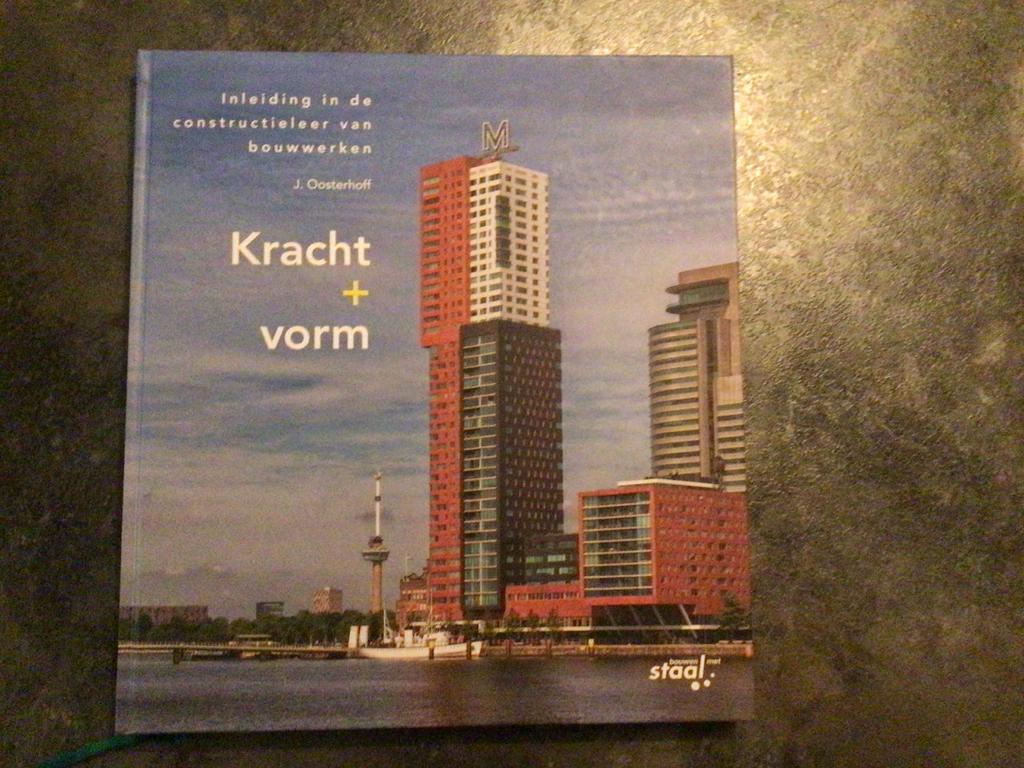 Inleiding in de
constructieleer van
bouwwerken
J. Oosterhoff
Kracht
+
vorm
M
bouwen met
staal